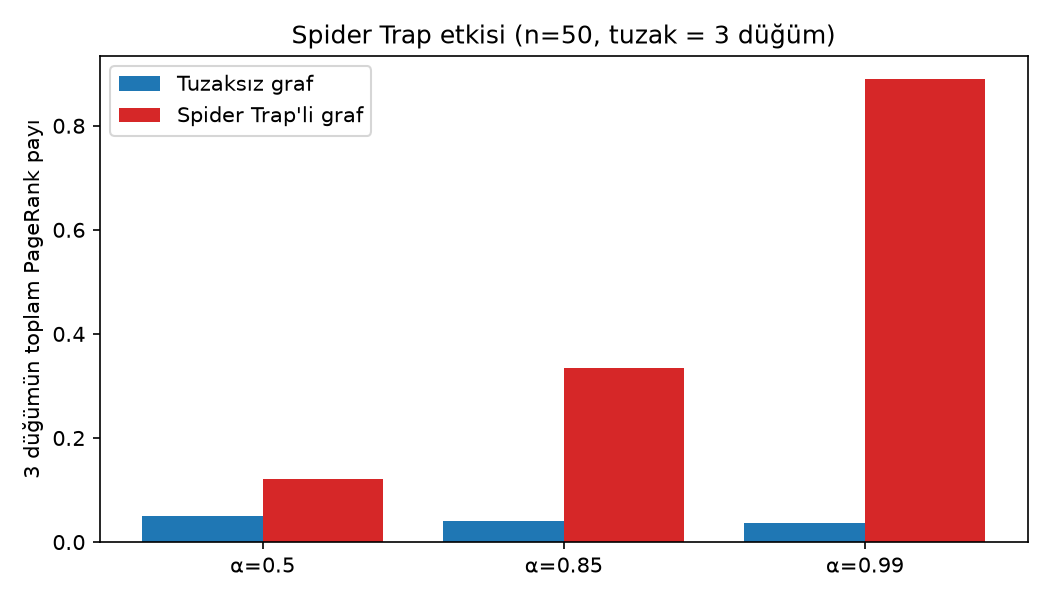 Spider Trap etkisi (n=50, tuzak = 3 düğüm)
Tuzaksız graf
Spider Trap'li graf
3 düğümün toplam PageRank payı
0.8
0.6
0.4
0.2
0.0
α=0.5
α=0.85
α=0.99